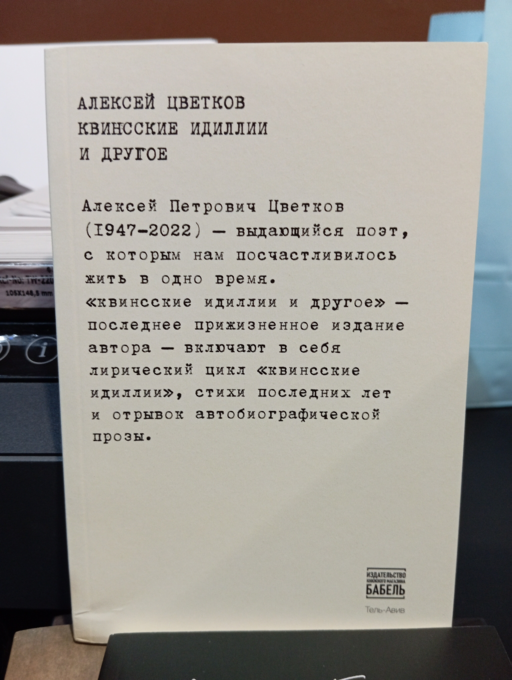 АЛЕКСЕЙ ЦВЕТКОВ
КВИНССКИЕ ИДИЛЛИИ
И ДРУГОЕ
Алексей Петрович Цветков
(1947–2022) — выдающийся поэт,
с которым нам посчастливилось
жить в одно время.
«квинсские идиллии и другое» —
последнее прижизненное издание
автора — включают в себя
лирический цикл «квинсские
идиллии», стихи последних лет
и отрывок автобиографической
прозы.
ИЗДАТЕЛЬСТВО
КНИЖНОГО МАГАЗИНА
БАБЕЛЬ
Тель-Авив